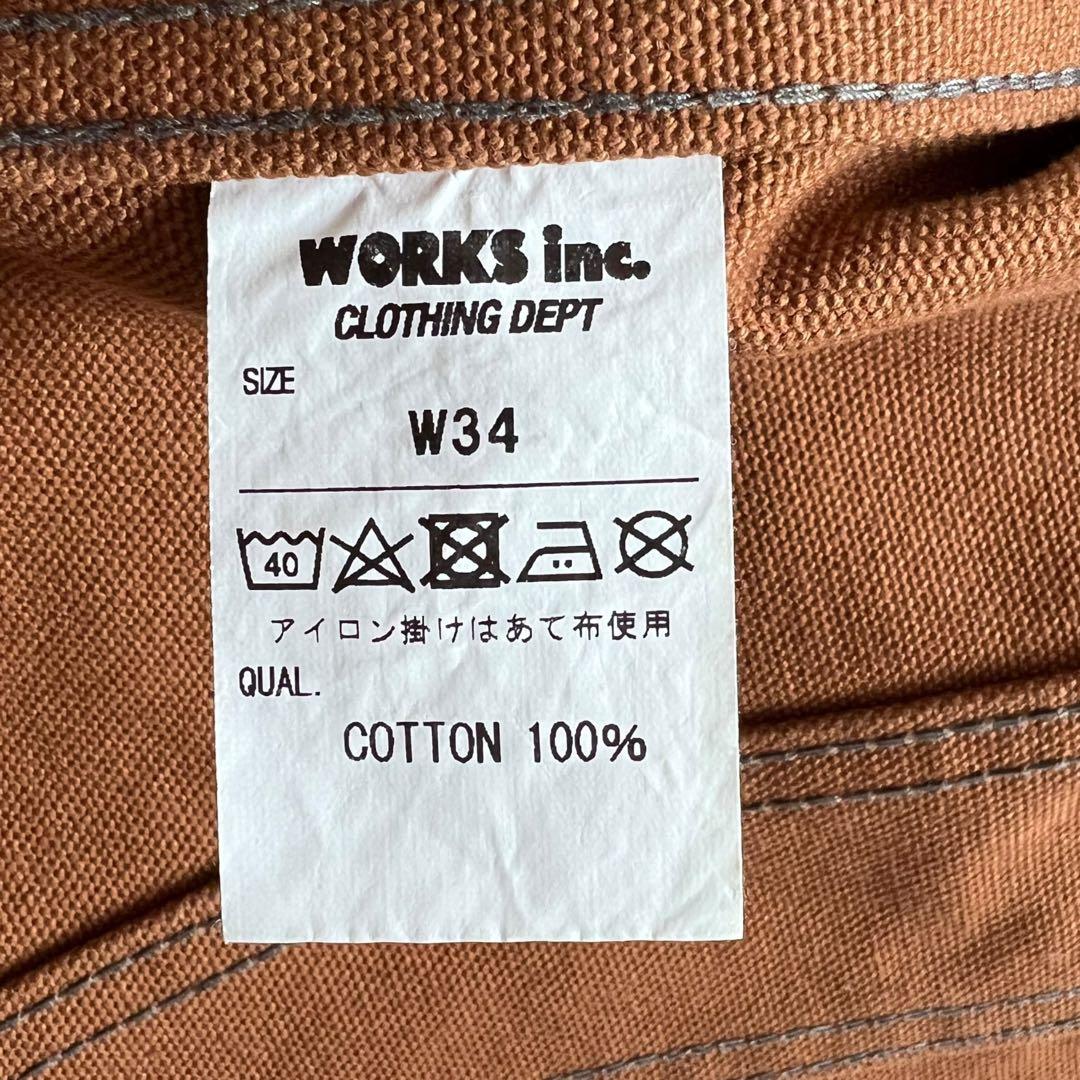 WORKS inc.
CLOTHING DEPT
SIZE
W34
40
アイロン掛けはあて布使用
QUAL.
COTTON 100%